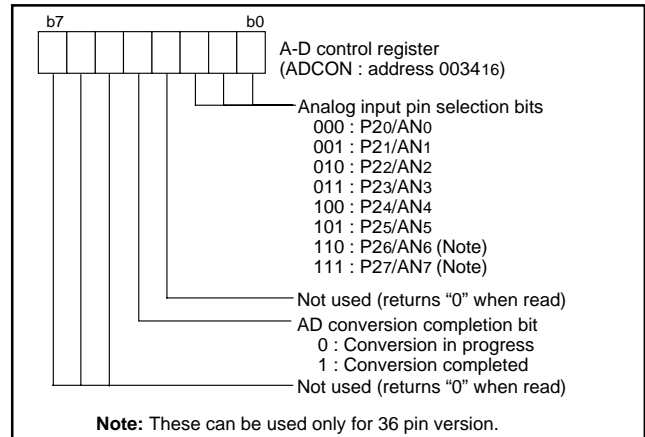 b7 b0
A-D control register
(ADCON : address 003416)
Analog input pin selection bits
000 : P20/AN0
001 : P21/AN1
010 : P22/AN2
011 : P23/AN3
100 : P24/AN4
101 : P25/AN5
110 : P26/AN6 (Note)
111 : P27/AN7 (Note)
Not used (returns “0” when read)
AD conversion completion bit
0 : Conversion in progress
1 : Conversion completed
Not used (returns “0” when read)
Note: These can be used only for 36 pin version.